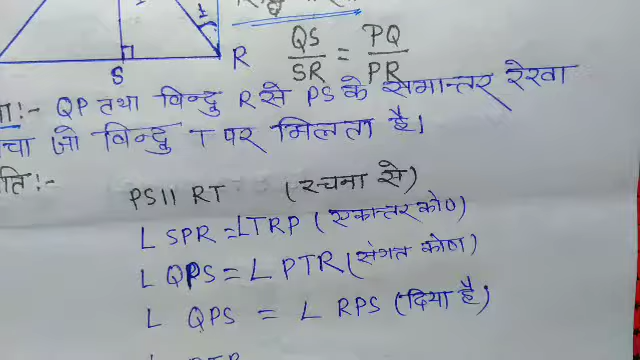 R QS/SR = PQ/PR
S
QP तथा विन्दु R से PS के समान्तर रेखा
जो विन्दु T पर मिलता है।
PS || RT (रचना से)
∟ SPR = ∟TRP (एकान्तर को०)
∟ QPS = ∟ PTR (संगत कोण)
∟ QPS = ∟ RPS (दिया है)